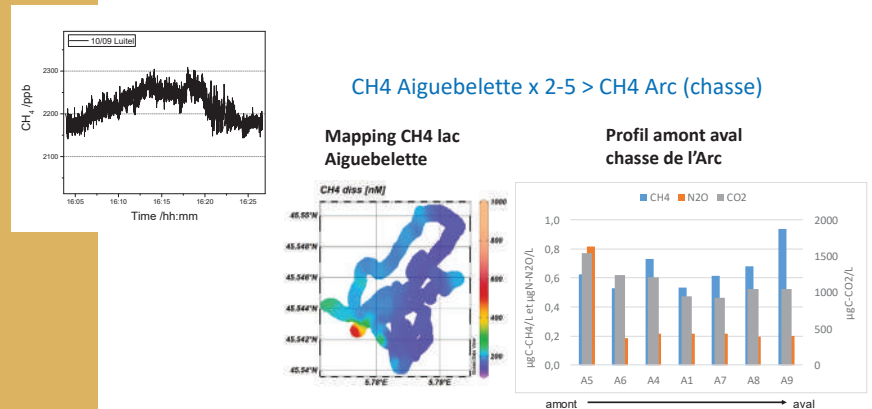 10/09 Luitel
2300
2200
2100
CH4 /ppb
16:05 16:10 16:15 16:20 16:25
Time /hh:mm
CH4 Aiguebelette x 2-5 > CH4 Arc (chasse)
Mapping CH4 lac
Aiguebelette
CH4 diss [nM]
45.55°N
45.548°N
45.546°N
45.544°N
45.542°N
45.54°N
5.78°E 5.79°E
1000
800
600
400
200
Profil amont aval
chasse de l'Arc
CH4 N2O CO2
1,0
0,8
0,6
0,4
0,2
0,0
µgC-CH4/L et µgN-N2O/L
2000
1500
1000
500
0
µgC-CO2/L
A5 A6 A4 A1 A7 A8 A9
amont aval